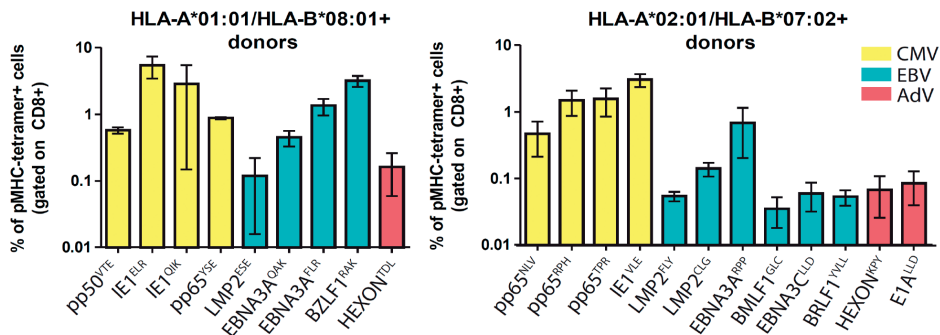 HLA-A*01:01/HLA-B*08:01+
donors
% of pMHC-tetramer+ cells
(gated on CD8+)
10
1
0.1
0.01
pp50VTE
IE1ELR
IE1QIK
pp65YSE
LMP2ESE
EBNA3AQAK
EBNA3AFLR
BZLF1RAK
HEXONTDL
HLA-A*02:01/HLA-B*07:02+
donors
% of pMHC-tetramer+ cells
(gated on CD8+)
10
1
0.1
0.01
pp65NLV
pp65RPH
pp65TPR
IE1VLE
LMP2FLY
LMP2CLG
EBNA3ARPP
BMLF1GLC
EBNA3CLLD
BRLF1YVLL
HEXONKPY
E1ALLD
CMV
EBV
AdV